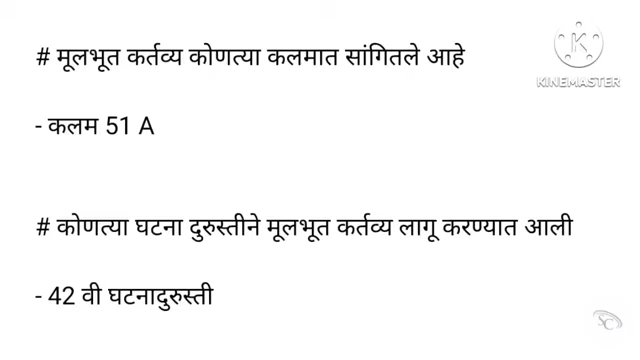 # मूलभूत कर्तव्य कोणत्या कलमात सांगितले आहे
K
KINEMASTER
- कलम 51 A
# कोणत्या घटना दुरुस्तीने मूलभूत कर्तव्य लागू करण्यात आली
- 42 वी घटनादुरुस्ती
SC